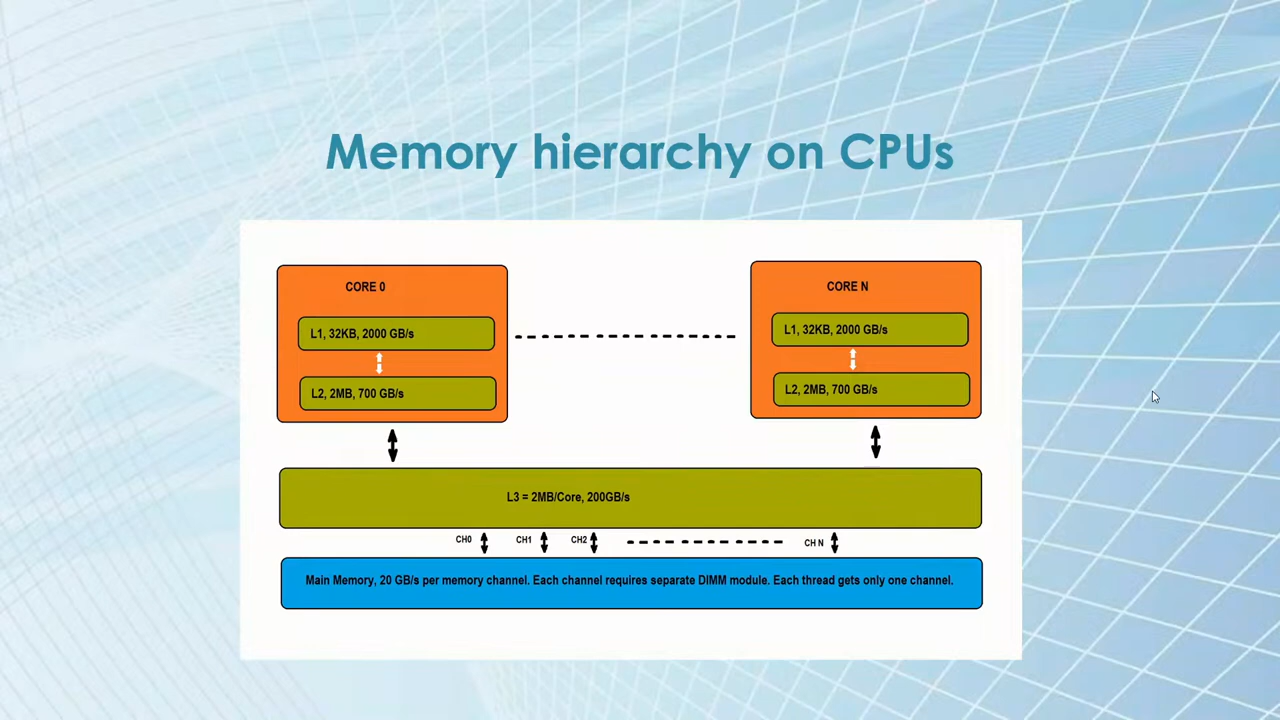 Memory hierarchy on CPUs
CORE 0
L1, 32KB, 2000 GB/s
L2, 2MB, 700 GB/s
CORE N
L1, 32KB, 2000 GB/s
L2, 2MB, 700 GB/s
L3 = 2MB/Core, 200GB/s
CH0
CH1
CH2
CH N
Main Memory, 20 GB/s per memory channel. Each channel requires separate DIMM module. Each thread gets only one channel.